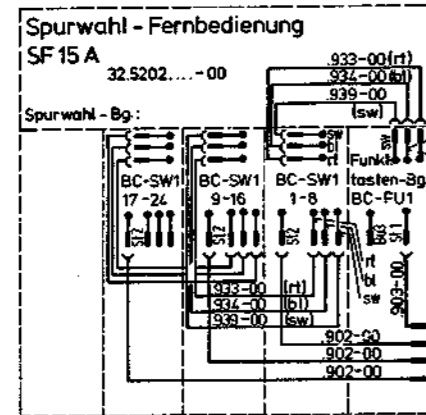 Spurwahl - Fernbedienung
SF 15 A
32.5202....-00
.933-00 (rt)
.934-00 (bl)
.939-00
(sw)
Spurwahl - Bg.:
sw
sw
bl
rt
Funkt.
BC-SW1
17-24
BC-SW1
9-16
BC-SW1
1-8
tasten-Bg
BC-FU1
St2
St2
St2
Bu3
St1
rt
bl
sw
.903-00
.933-00 (rt)
.934-00 (bl)
.939-00 (sw)
.902-00
.902-00
.902-00